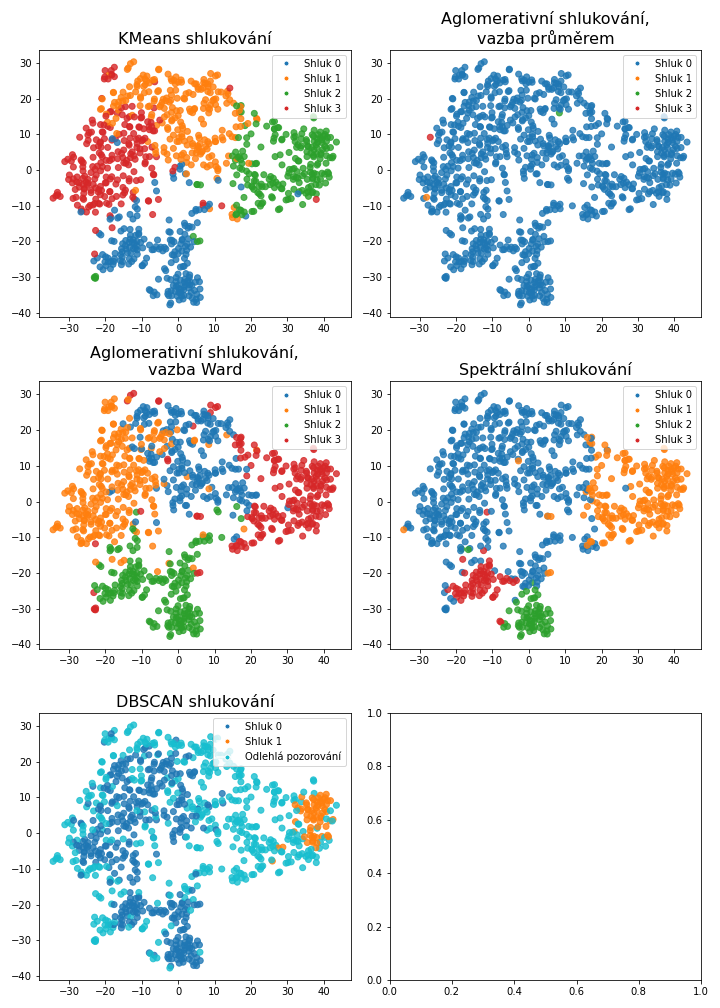 KMeans shlukování
Shluk 0
Shluk 1
Shluk 2
Shluk 3
30
20
10
0
−10
−20
−30
−40
−30 −20 −10 0 10 20 30 40
Aglomerativní shlukování,
vazba průměrem
Shluk 0
Shluk 1
Shluk 2
Shluk 3
30
20
10
0
−10
−20
−30
−40
−30 −20 −10 0 10 20 30 40
Aglomerativní shlukování,
vazba Ward
Shluk 0
Shluk 1
Shluk 2
Shluk 3
30
20
10
0
−10
−20
−30
−40
−30 −20 −10 0 10 20 30 40
Spektrální shlukování
Shluk 0
Shluk 1
Shluk 2
Shluk 3
30
20
10
0
−10
−20
−30
−40
−30 −20 −10 0 10 20 30 40
DBSCAN shlukování
Shluk 0
Shluk 1
Odlehlá pozorování
30
20
10
0
−10
−20
−30
−40
−30 −20 −10 0 10 20 30 40
1.0
0.8
0.6
0.4
0.2
0.0
0.0 0.2 0.4 0.6 0.8 1.0